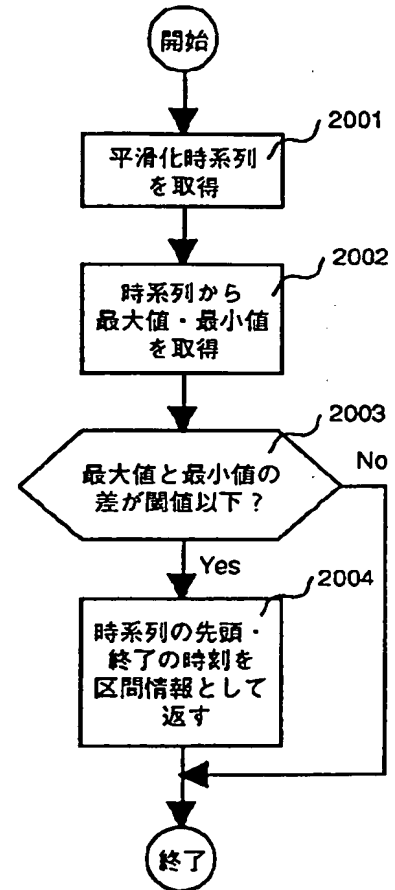 開始
2001
平滑化時系列
を取得
2002
時系列から
最大値・最小値
を取得
2003
最大値と最小値の
差が閾値以下？
No
Yes
2004
時系列の先頭・
終了の時刻を
区間情報として
返す
終了